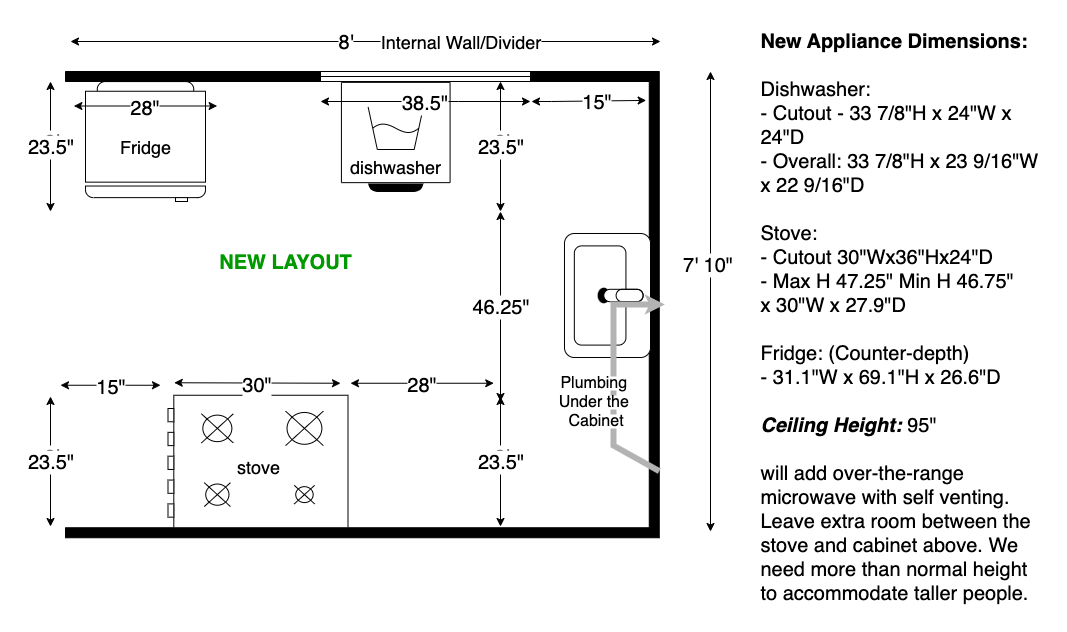 8'
Internal Wall/Divider
28"
38.5"
15"
23.5"
Fridge
dishwasher
23.5"
NEW LAYOUT
7' 10"
46.25"
15"
30"
28"
Plumbing
Under the
Cabinet
23.5"
stove
23.5"
New Appliance Dimensions:
Dishwasher:
- Cutout - 33 7/8"H x 24"W x
24"D
- Overall: 33 7/8"H x 23 9/16"W
x 22 9/16"D
Stove:
- Cutout 30"Wx36"Hx24"D
- Max H 47.25" Min H 46.75"
x 30"W x 27.9"D
Fridge: (Counter-depth)
- 31.1"W x 69.1"H x 26.6"D
Ceiling Height: 95"
will add over-the-range
microwave with self venting.
Leave extra room between the
stove and cabinet above. We
need more than normal height
to accommodate taller people.